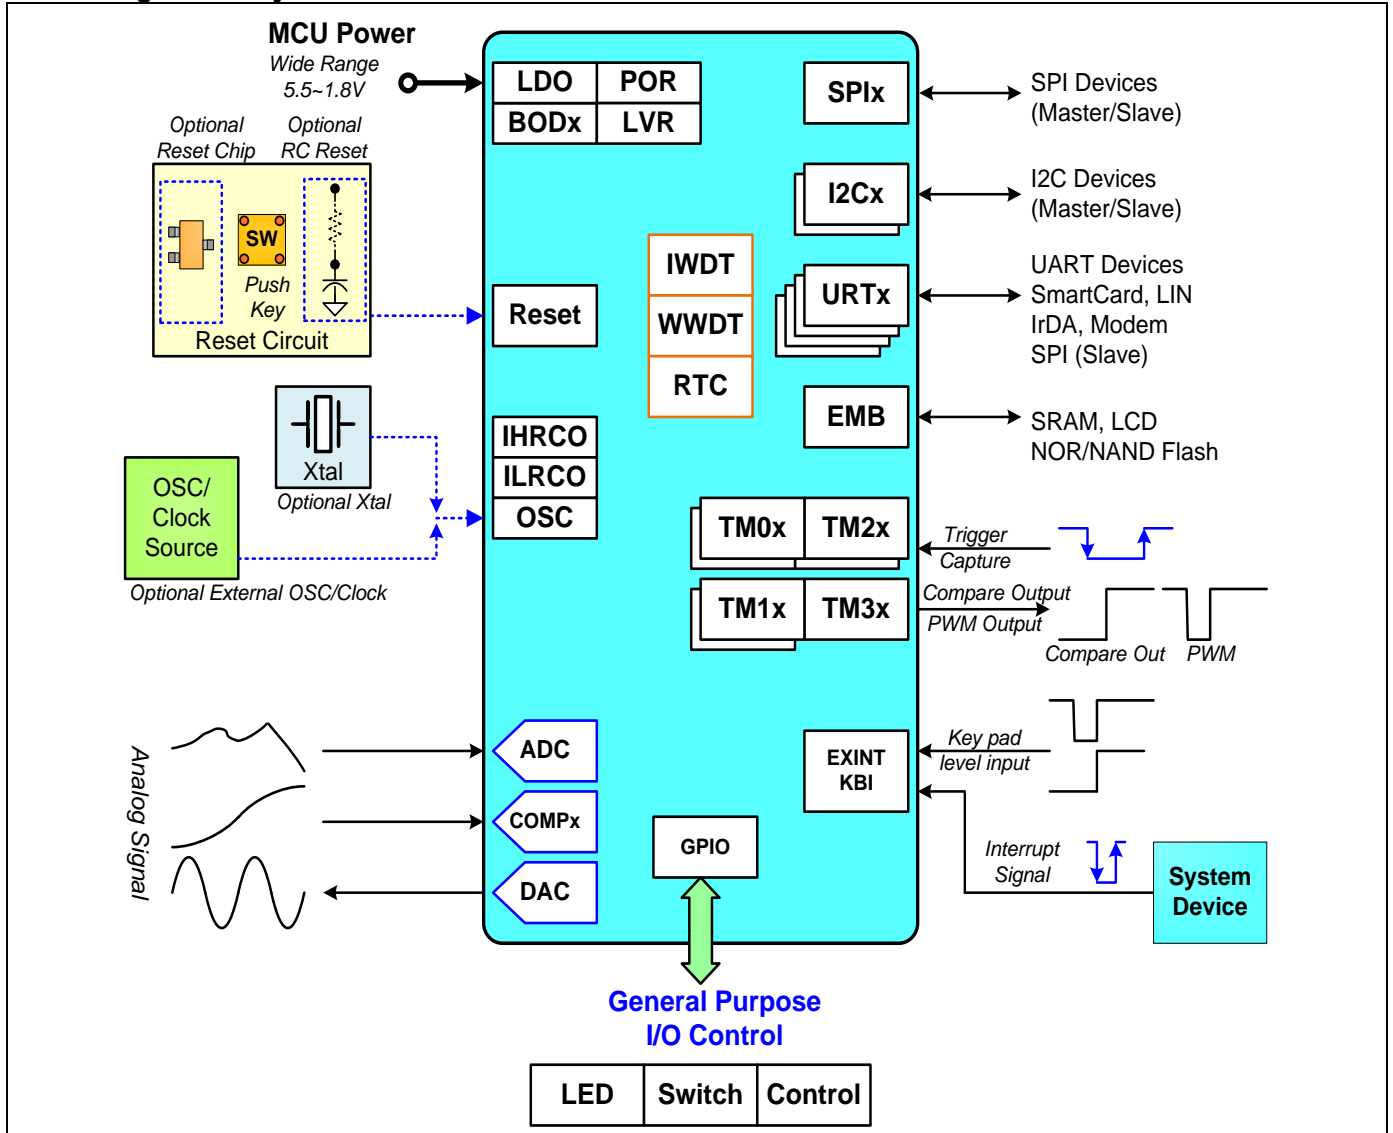 MCU Power
Wide Range
5.5~1.8V
LDO
POR
BODx
LVR
Optional
Reset Chip
Optional
RC Reset
SW
Push
Key
Reset Circuit
Reset
Xtal
Optional Xtal
OSC/
Clock
Source
Optional External OSC/Clock
IHRCO
ILRCO
OSC
IWDT
WWDT
RTC
SPIx
SPI Devices
(Master/Slave)
I2Cx
I2C Devices
(Master/Slave)
URTx
UART Devices
SmartCard, LIN
IrDA, Modem
SPI (Slave)
EMB
SRAM, LCD
NOR/NAND Flash
TM0x
TM2x
Trigger
Capture
TM1x
TM3x
Compare Output
PWM Output
Compare Out
PWM
Analog Signal
ADC
COMPx
DAC
EXINT
KBI
Key pad
level input
Interrupt
Signal
System
Device
GPIO
General Purpose
I/O Control
LED
Switch
Control